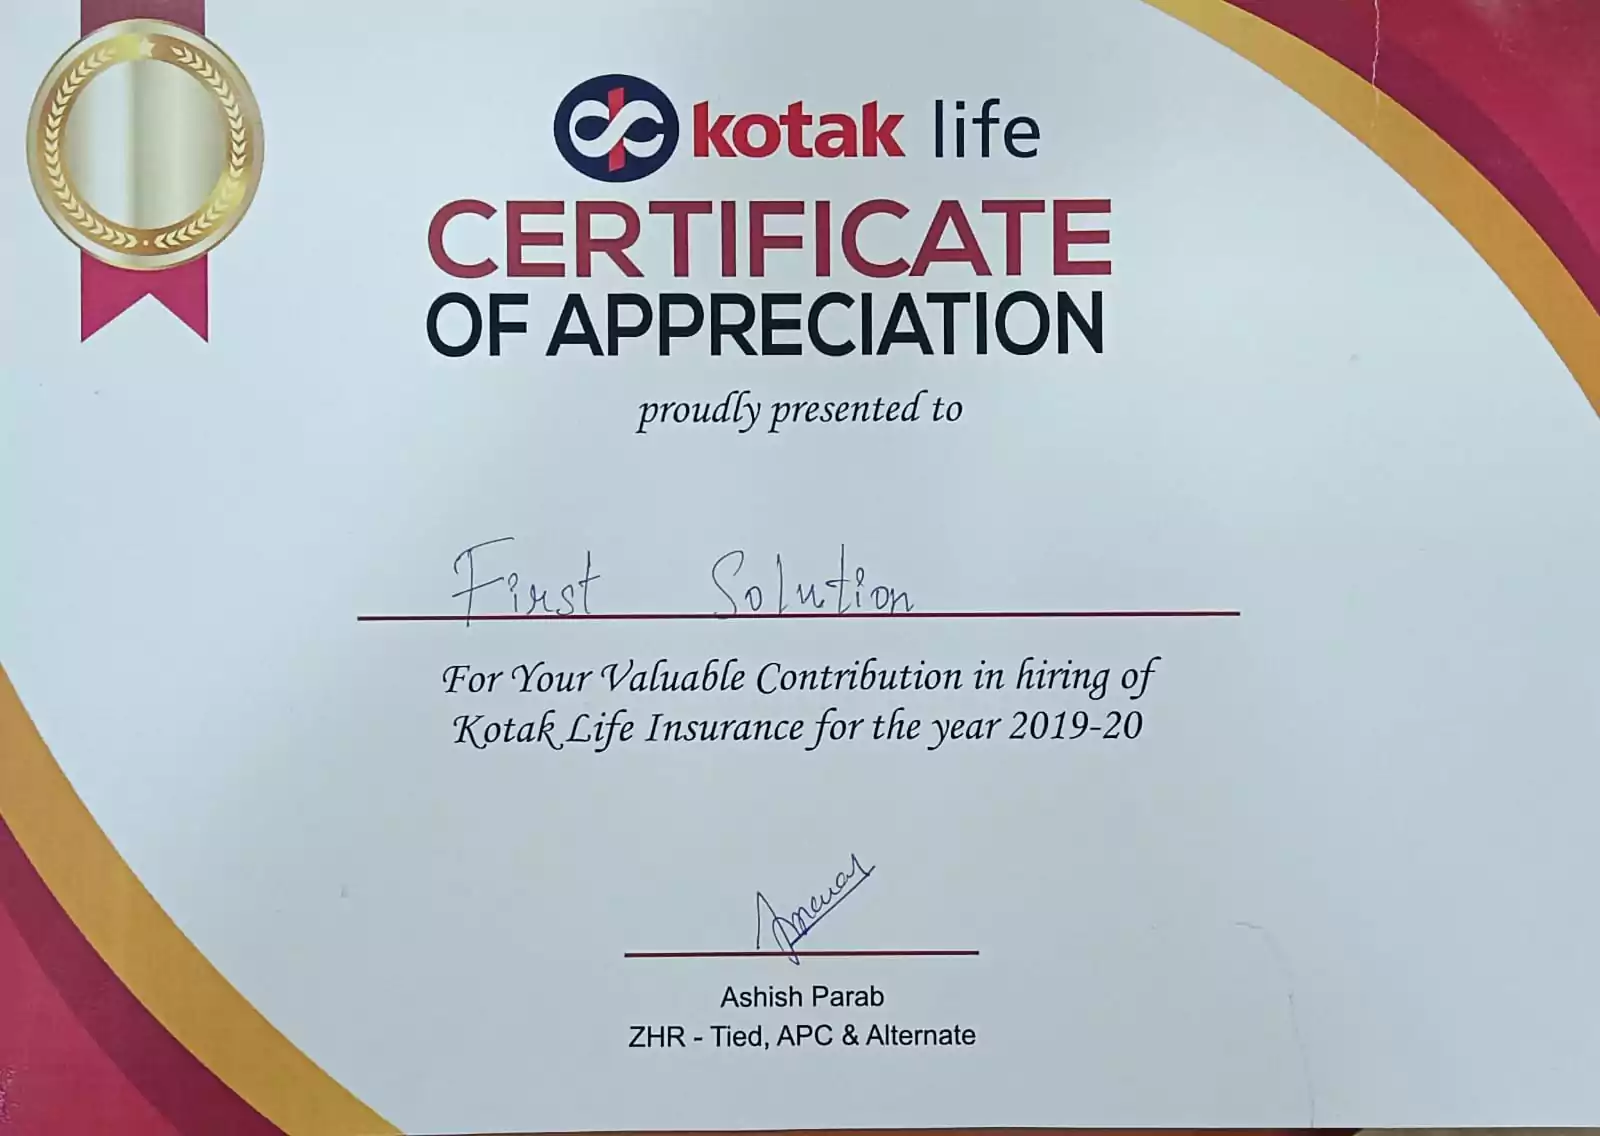 kotak life
CERTIFICATE
OF APPRECIATION
proudly presented to
First Solution
For Your Valuable Contribution in hiring of
Kotak Life Insurance for the year 2019-20
Ashish Parab
ZHR - Tied, APC & Alternate